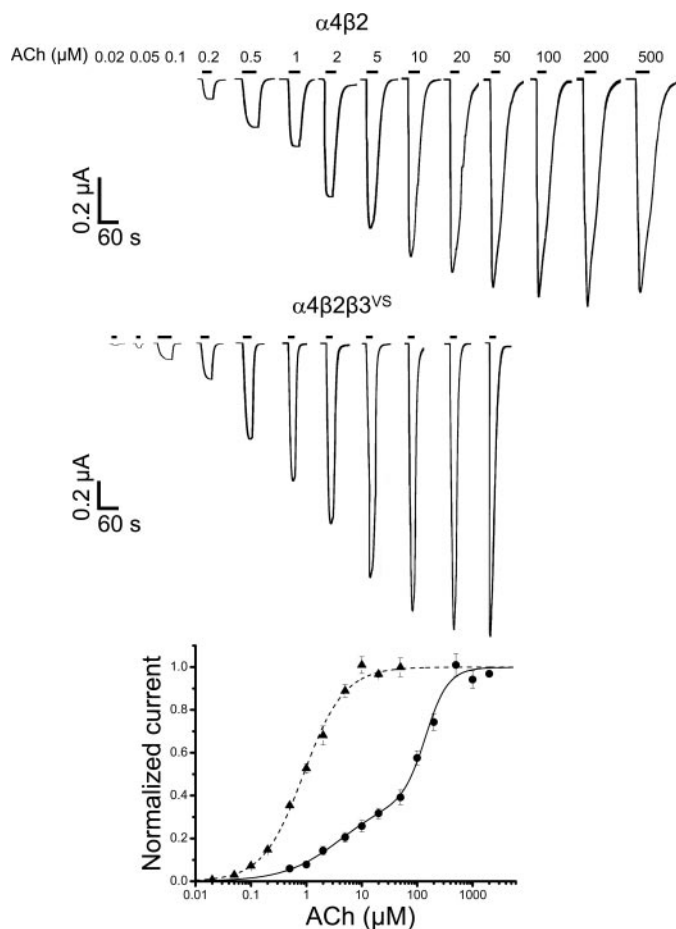 α4β2
ACh (µM) 0.02 0.05 0.1 0.2 0.5 1 2 5 10 20 50 100 200 500
0.2 µA
60 s
α4β2β3VS
0.2 µA
60 s
Normalized current
1.0
0.8
0.6
0.4
0.2
0.0
0.01 0.1 1 10 100 1000
ACh (µM)